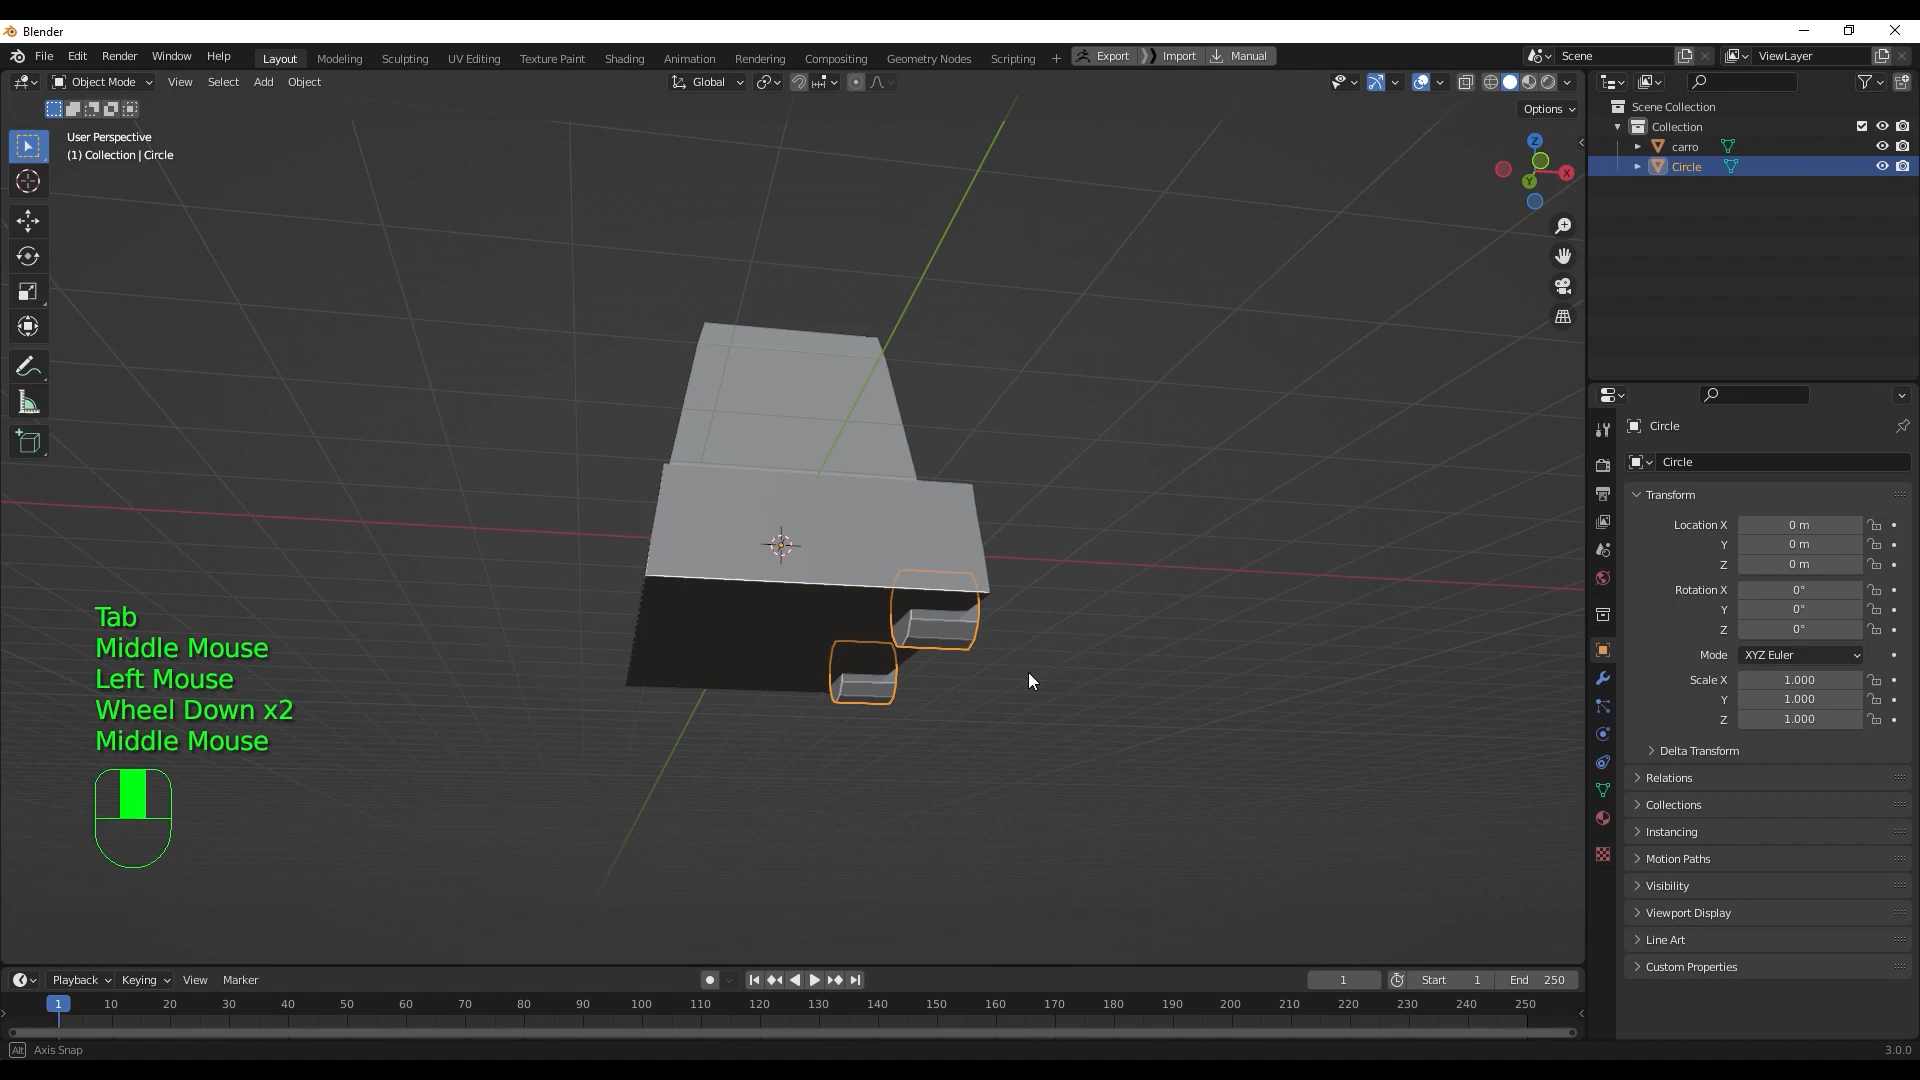 Blender
File Edit Render Window Help Layout Modeling Sculpting UV Editing Texture Paint Shading Animation Rendering Compositing Geometry Nodes Scripting + Export Import Manual Scene ViewLayer
Object Mode View Select Add Object Global
Options
User Perspective
(1) Collection | Circle
Z
X
Y
Scene Collection
Collection
carro
Circle
Circle
Circle
Transform
Location X 0 m
Y 0 m
Z 0 m
Rotation X 0°
Y 0°
Z 0°
Mode XYZ Euler
Scale X 1.000
Y 1.000
Z 1.000
Delta Transform
Relations
Collections
Instancing
Motion Paths
Visibility
Viewport Display
Line Art
Custom Properties
Tab
Middle Mouse
Left Mouse
Wheel Down x2
Middle Mouse
Playback Keying View Marker 1 Start 1 End 250
1 10 20 30 40 50 60 70 80 90 100 110 120 130 140 150 160 170 180 190 200 210 220 230 240 250
Alt Axis Snap 3.0.0